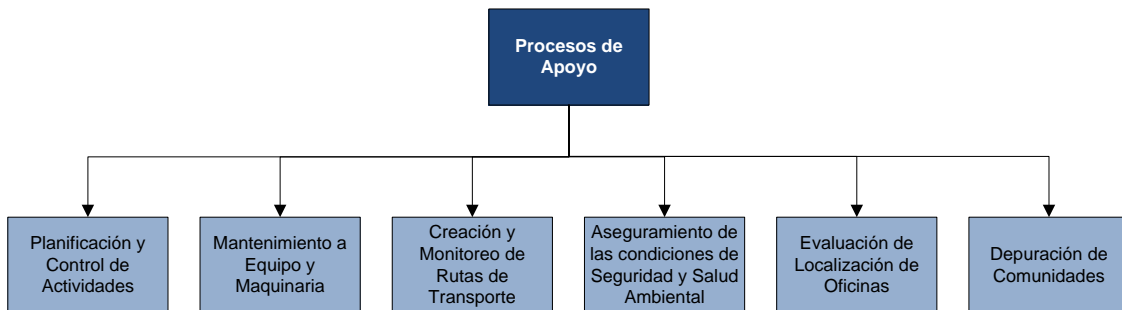 Procesos de
Apoyo
Planificación y
Control de
Actividades
Mantenimiento a
Equipo y
Maquinaria
Creación y
Monitoreo de
Rutas de
Transporte
Aseguramiento de
las condiciones de
Seguridad y Salud
Ambiental
Evaluación de
Localización de
Oficinas
Depuración de
Comunidades